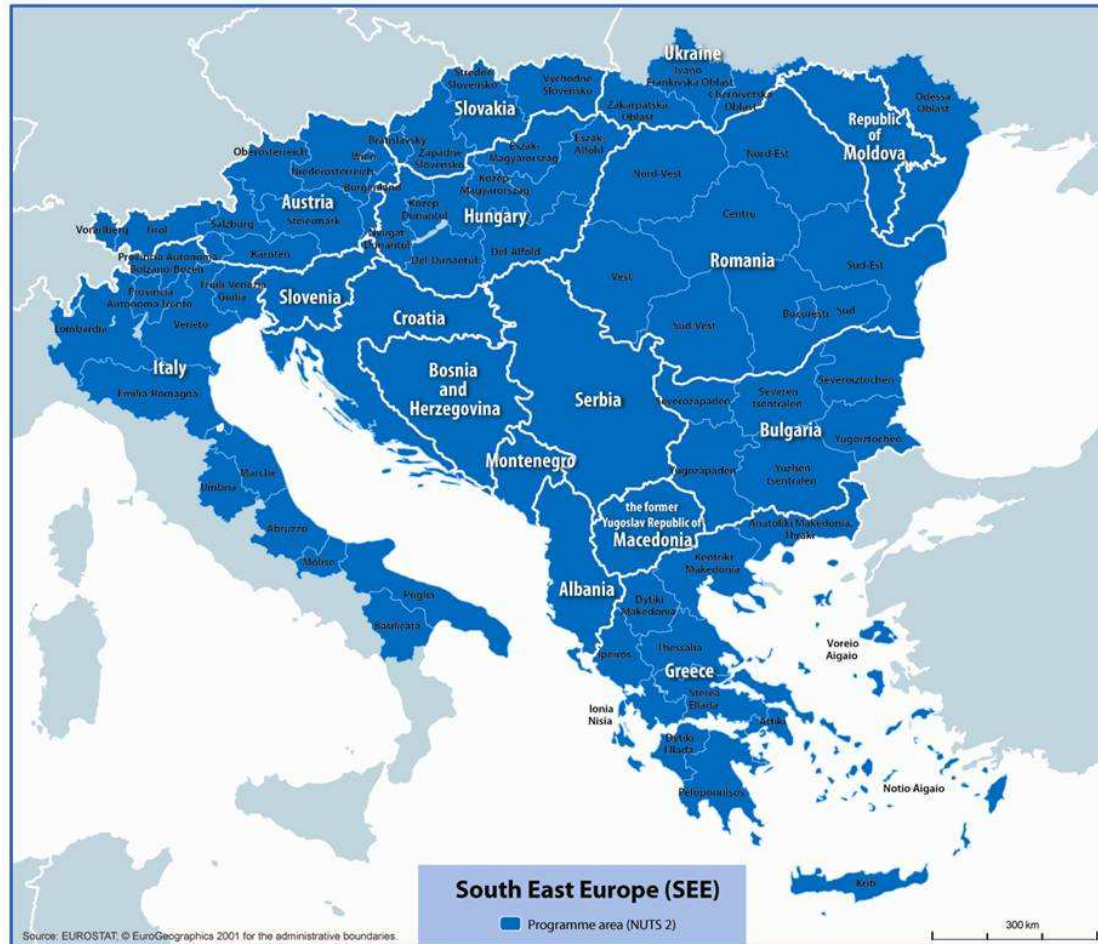 Ukraine
Ivano
Frankivska Oblast
Chernivetska
Oblast
Zakarpatska
Oblast
Odessa
Oblast
Republic
of
Moldova
Stredné
Slovensko
Východné
Slovensko
Slovakia
Bratislavský
Západné
Slovensko
Oberösterreich
Wien
Niederösterreich
Burgenland
Austria
Steiermark
Salzburg
Vorarlberg
Tirol
Kärnten
Észak-
Magyarország
Észak
Alföld
Közép
Magyarország
Közép
Dunántúl
Hungary
Nyugat
Dunántúl
Dél-Dunántúl
Dél-Alföld
Nord-Est
Nord-Vest
Centru
Romania
Sud-Est
Vest
Bucuresti
Sud
Sud-Vest
Provincia Autonoma
Bolzano-Bozen
Provincia
Autonoma Trento
Friuli-Venezia
Giulia
Lombardia
Veneto
Italy
Emilia-Romagna
Marche
Umbria
Abruzzo
Molise
Puglia
Basilicata
Slovenia
Croatia
Bosnia
and
Herzegovina
Serbia
Montenegro
the former
Yugoslav Republic of
Macedonia
Albania
Severozapaden
Severen
tsentralen
Severoiztochen
Bulgaria
Yugoiztochen
Yugozapaden
Yuzhen
tsentralen
Anatoliki Makedonia,
Thraki
Kentriki
Makedonia
Dytiki
Makedonia
Thessalia
Ipeiros
Greece
Voreio
Aigaio
Ionia
Nisia
Sterea
Ellada
Attiki
Dytiki
Ellada
Peloponnisos
Notio Aigaio
Kriti
South East Europe (SEE)
Programme area (NUTS 2)
300 km
Source: EUROSTAT; © EuroGeographics 2001 for the administrative boundaries.